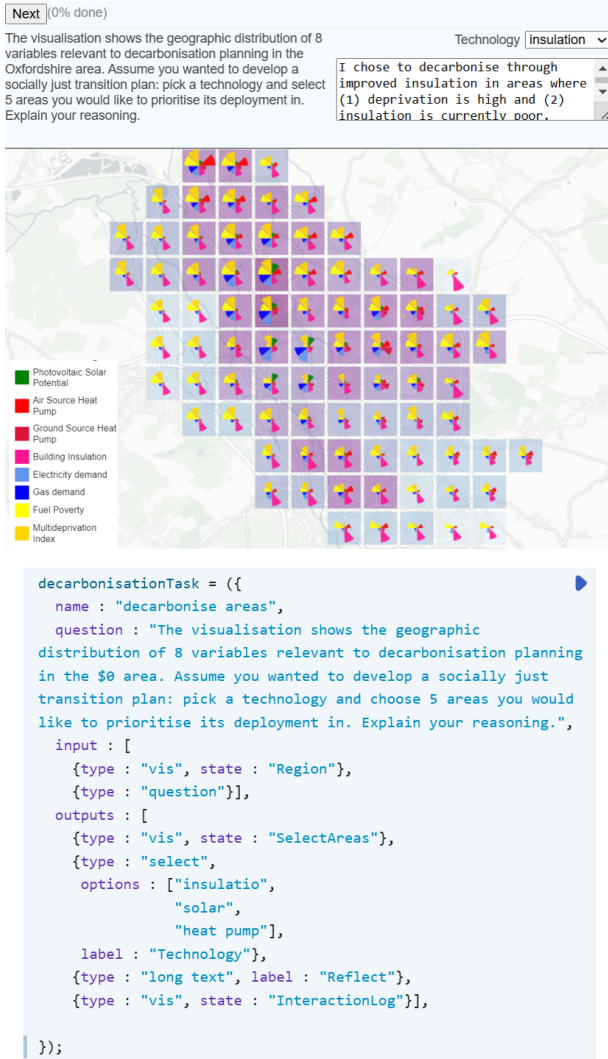 Next (0% done)
The visualisation shows the geographic distribution of 8
variables relevant to decarbonisation planning in the
Oxfordshire area. Assume you wanted to develop a
socially just transition plan: pick a technology and select
5 areas you would like to prioritise its deployment in.
Explain your reasoning.
Technology insulation
I chose to decarbonise through
improved insulation in areas where
(1) deprivation is high and (2)
insulation is currently poor.
Photovoltaic Solar
Potential
Air Source Heat
Pump
Ground Source Heat
Pump
Building Insulation
Electricity demand
Gas demand
Fuel Poverty
Multideprivation
Index
decarbonisationTask = ({
name : "decarbonise areas",
question : "The visualisation shows the geographic
distribution of 8 variables relevant to decarbonisation planning
in the $0 area. Assume you wanted to develop a socially just
transition plan: pick a technology and choose 5 areas you would
like to prioritise its deployment in. Explain your reasoning.",
input : [
{type : "vis", state : "Region"},
{type : "question"}],
outputs : [
{type : "vis", state : "SelectAreas"},
{type : "select",
options : ["insulatio",
"solar",
"heat pump"],
label : "Technology"},
{type : "long text", label : "Reflect"},
{type : "vis", state : "InteractionLog"}],
});